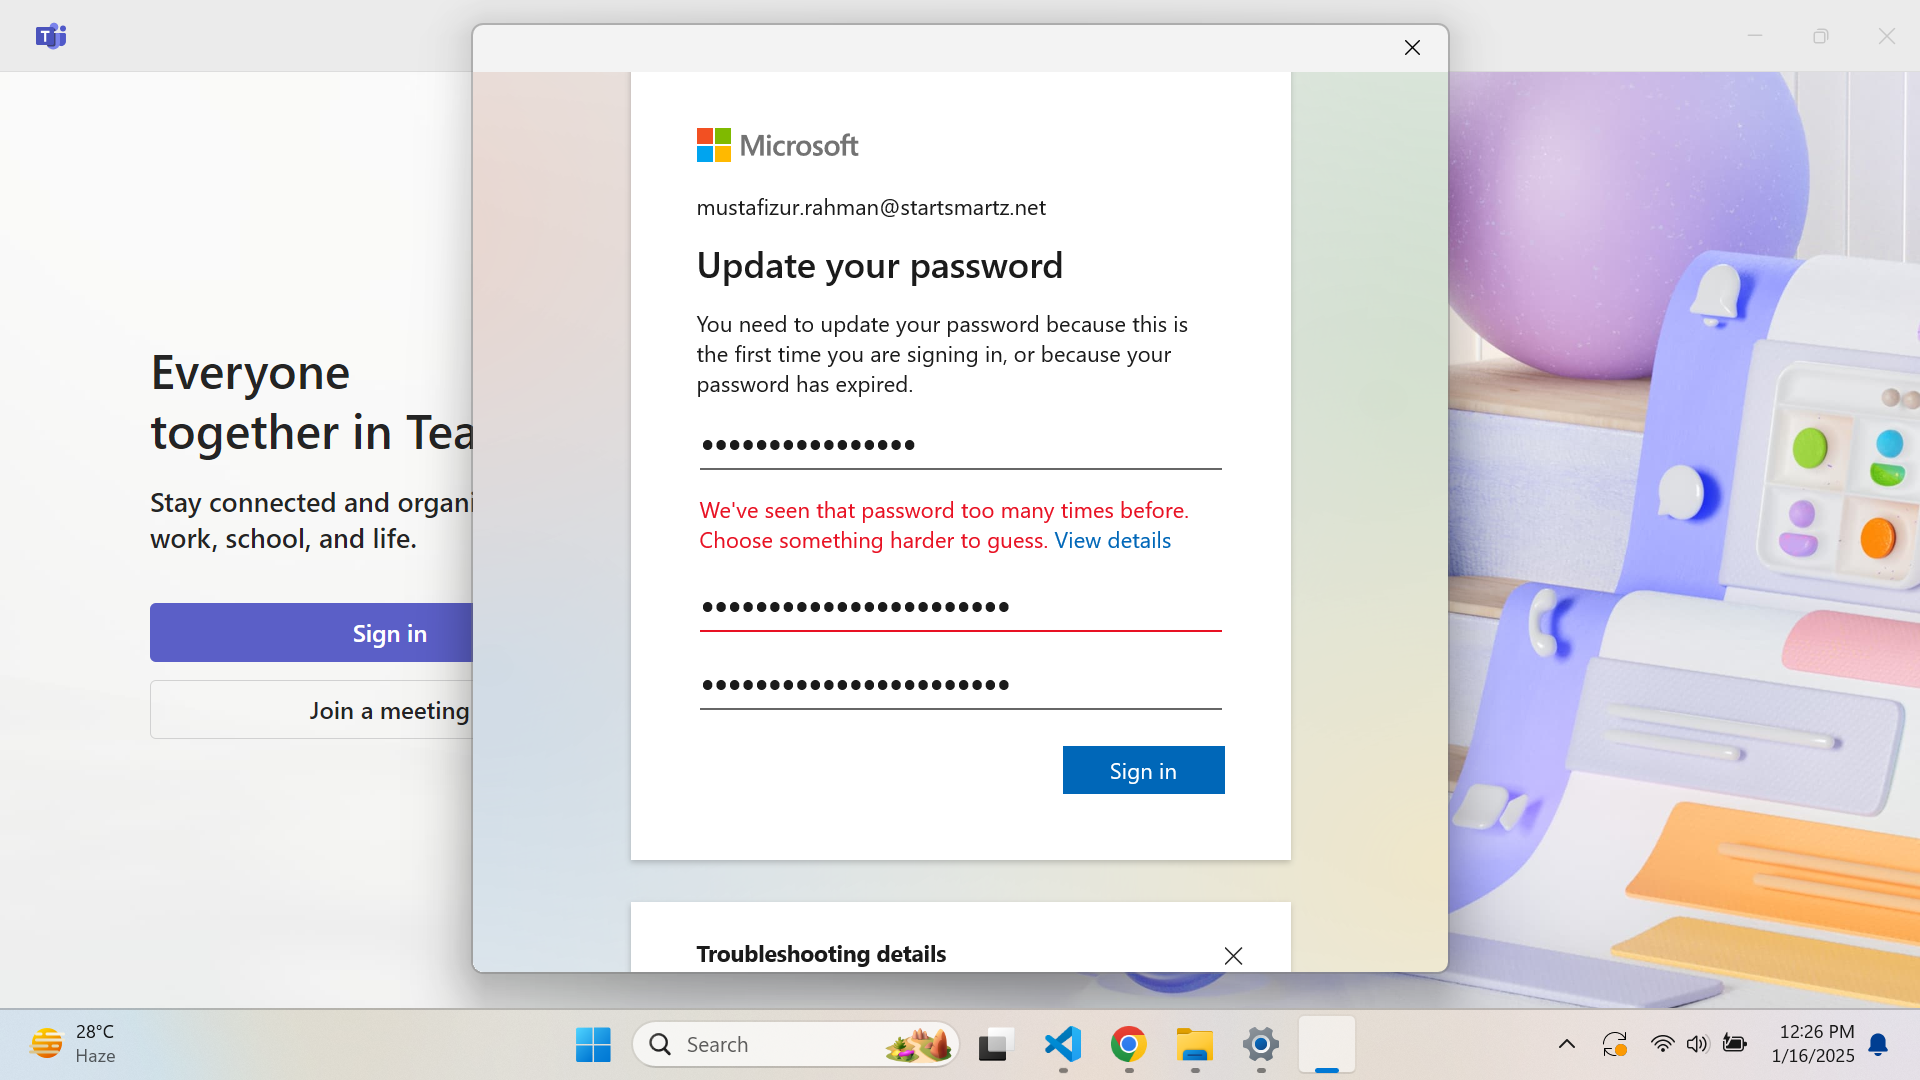 Microsoft
mustafizur.rahman@startsmartz.net
Update your password
You need to update your password because this is
the first time you are signing in, or because your
password has expired.
We've seen that password too many times before.
Choose something harder to guess. View details
Sign in
Troubleshooting details
Everyone
together in Tea
Stay connected and organi
work, school, and life.
Sign in
Join a meeting
28°C
Haze
Search
12:26 PM
1/16/2025